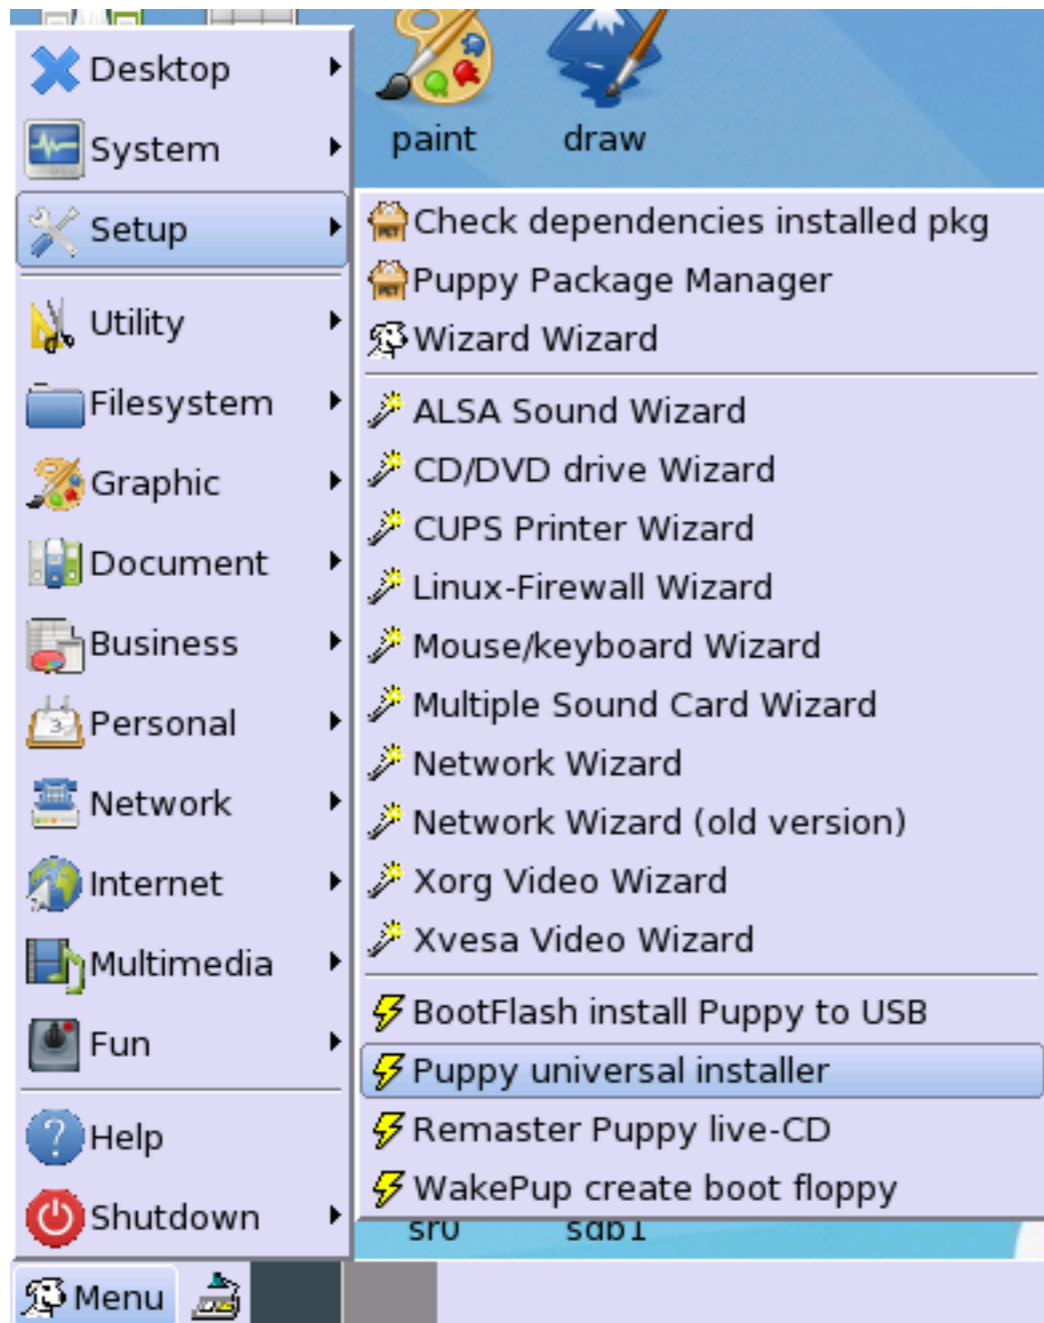 paint
draw
Desktop
System
Setup
Utility
Filesystem
Graphic
Document
Business
Personal
Network
Internet
Multimedia
Fun
Help
Shutdown
Check dependencies installed pkg
Puppy Package Manager
Wizard Wizard
ALSA Sound Wizard
CD/DVD drive Wizard
CUPS Printer Wizard
Linux-Firewall Wizard
Mouse/keyboard Wizard
Multiple Sound Card Wizard
Network Wizard
Network Wizard (old version)
Xorg Video Wizard
Xvesa Video Wizard
BootFlash install Puppy to USB
Puppy universal installer
Remaster Puppy live-CD
WakePup create boot floppy
sr0
sdb1
Menu